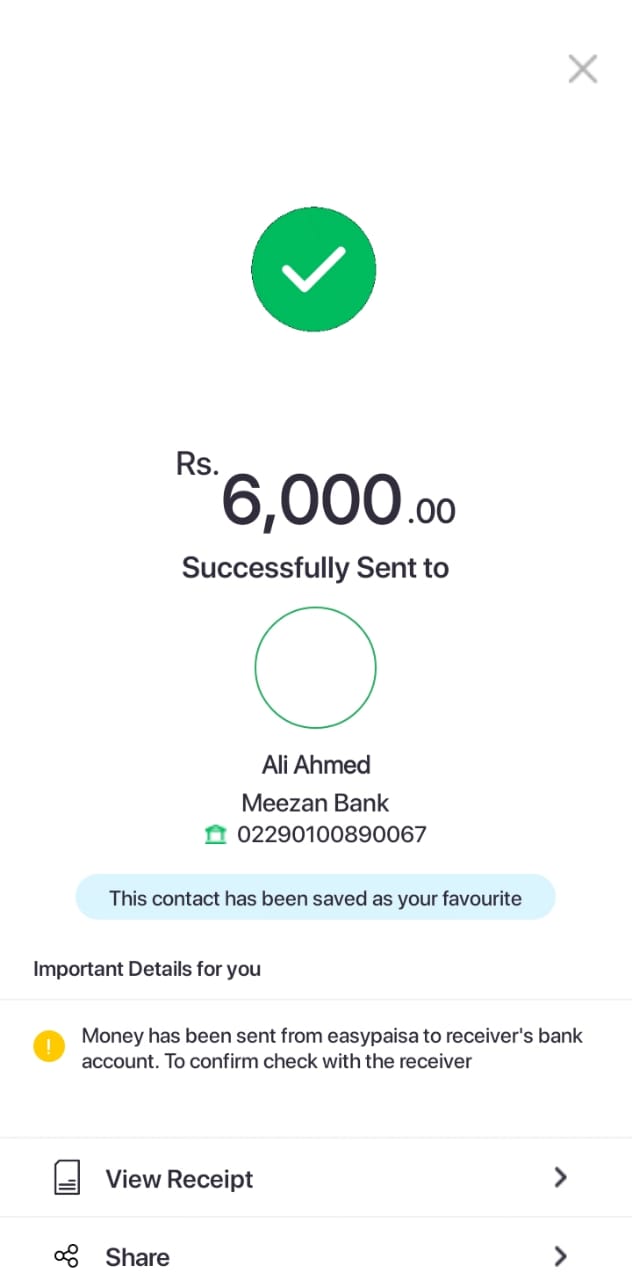 Rs. 6,000.00
Successfully Sent to
Ali Ahmed
Meezan Bank
02290100890067
This contact has been saved as your favourite
Important Details for you
Money has been sent from easypaisa to receiver's bank
account. To confirm check with the receiver
View Receipt
Share